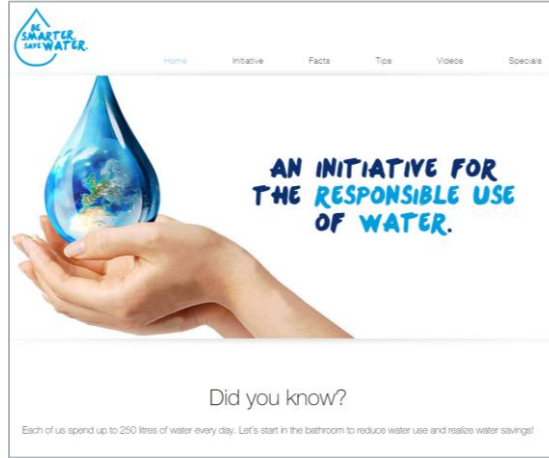 BE
SMARTER.
SAVE WATER.
Home Initiative Facts Tips Videos Specials
AN INITIATIVE FOR
THE RESPONSIBLE USE
OF WATER.
Did you know?
Each of us spend up to 250 litres of water every day. Let's start in the bathroom to reduce water use and realize water savings!